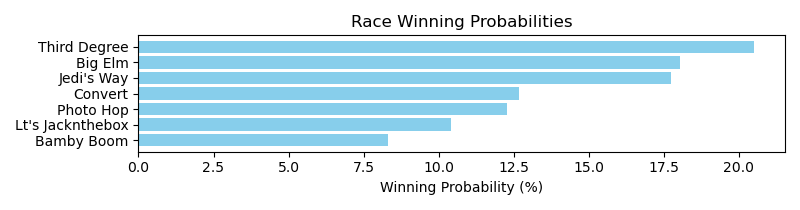 Race Winning Probabilities
Third Degree
Big Elm
Jedi's Way
Convert
Photo Hop
Lt's Jacknthebox
Bamby Boom
0.0 2.5 5.0 7.5 10.0 12.5 15.0 17.5 20.0
Winning Probability (%)